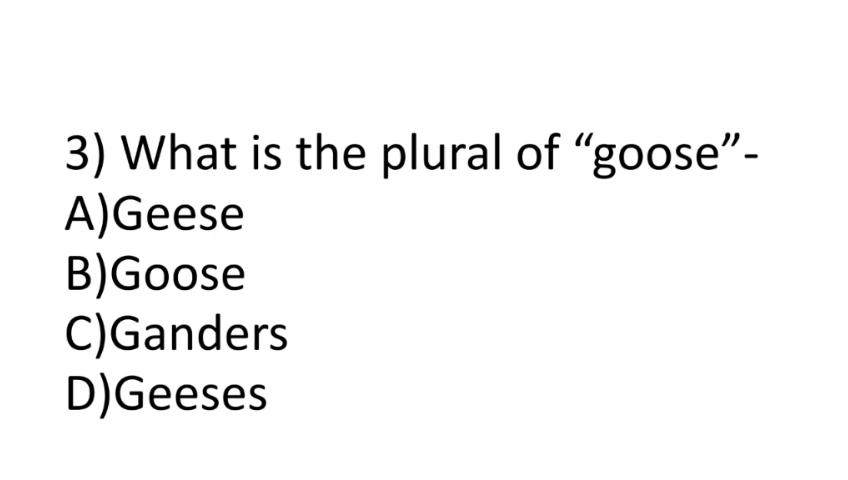 3) What is the plural of “goose”-
A)Geese
B)Goose
C)Ganders
D)Geeses